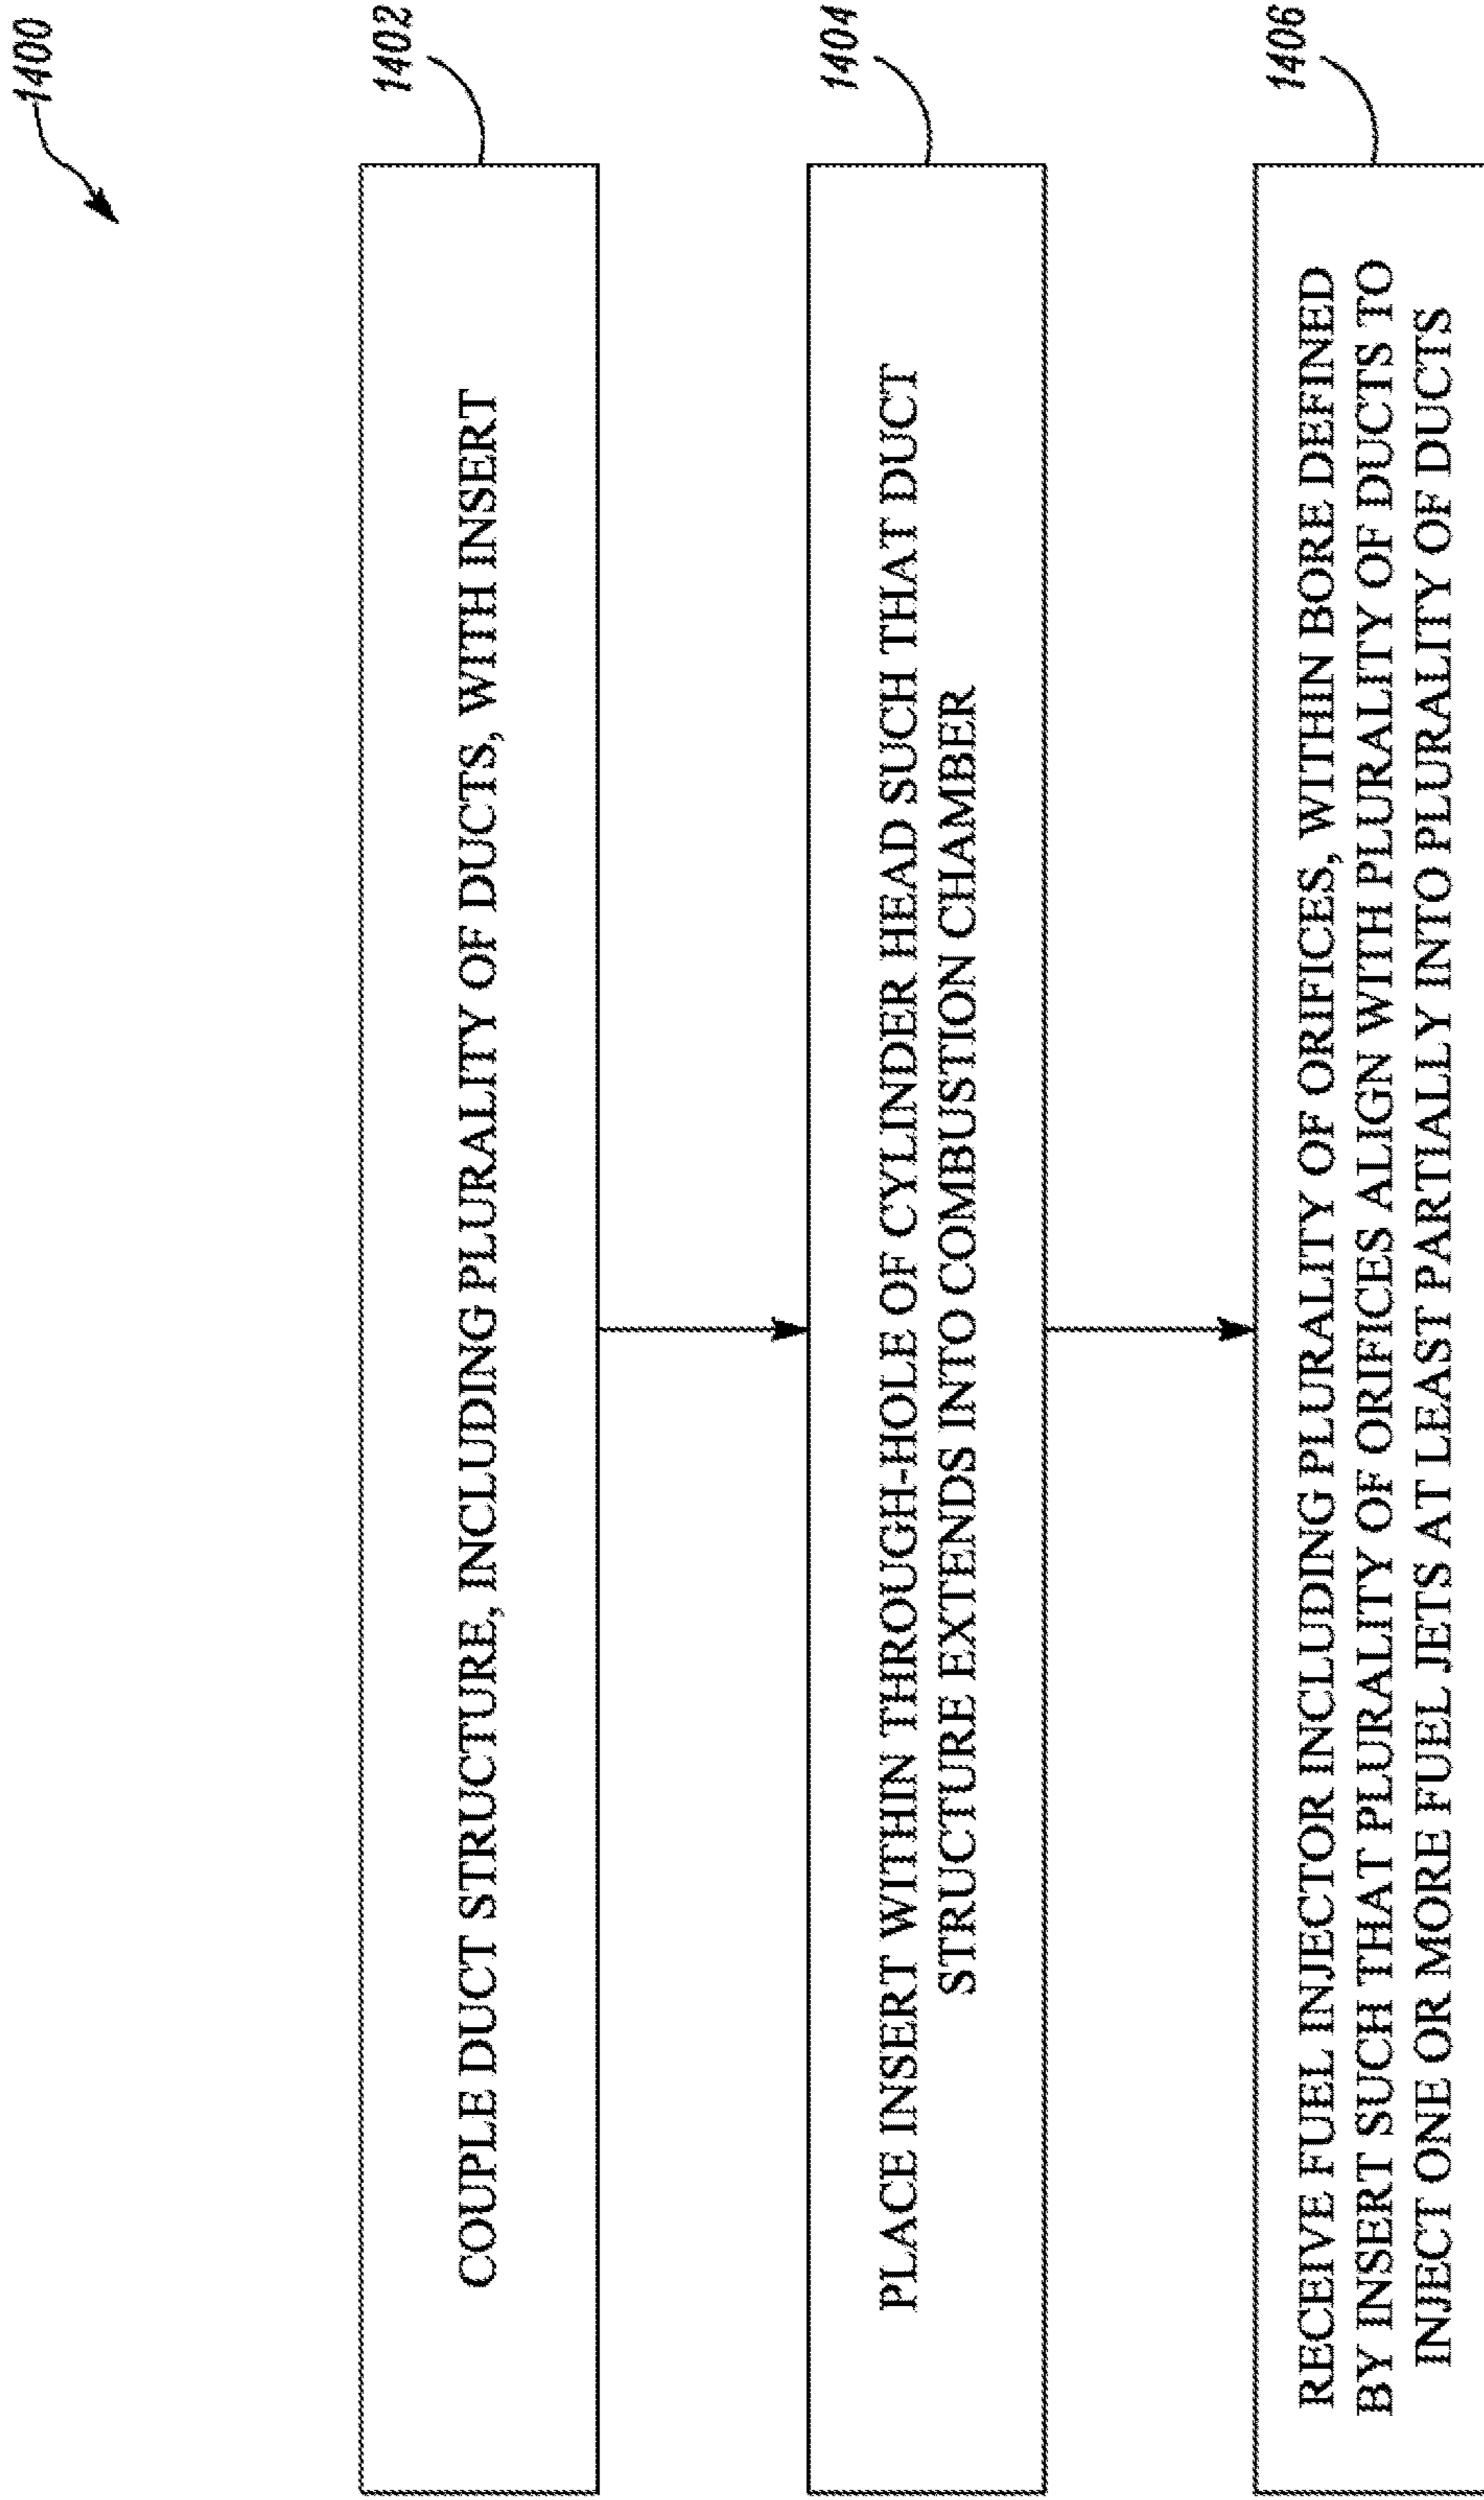 1400
1402
COUPLE DUCT STRUCTURE, INCLUDING PLURALITY OF DUCTS, WITH INSERT
1404
PLACE INSERT WITHIN THROUGH-HOLE OF CYLINDER HEAD SUCH THAT DUCT
STRUCTURE EXTENDS INTO COMBUSTION CHAMBER
1406
RECEIVE FUEL INJECTOR INCLUDING PLURALITY OF ORIFICES, WITHIN BORE DEFINED
BY INSERT SUCH THAT PLURALITY OF ORIFICES ALIGN WITH PLURALITY OF DUCTS TO
INJECT ONE OR MORE FUEL JETS AT LEAST PARTIALLY INTO PLURALITY OF DUCTS